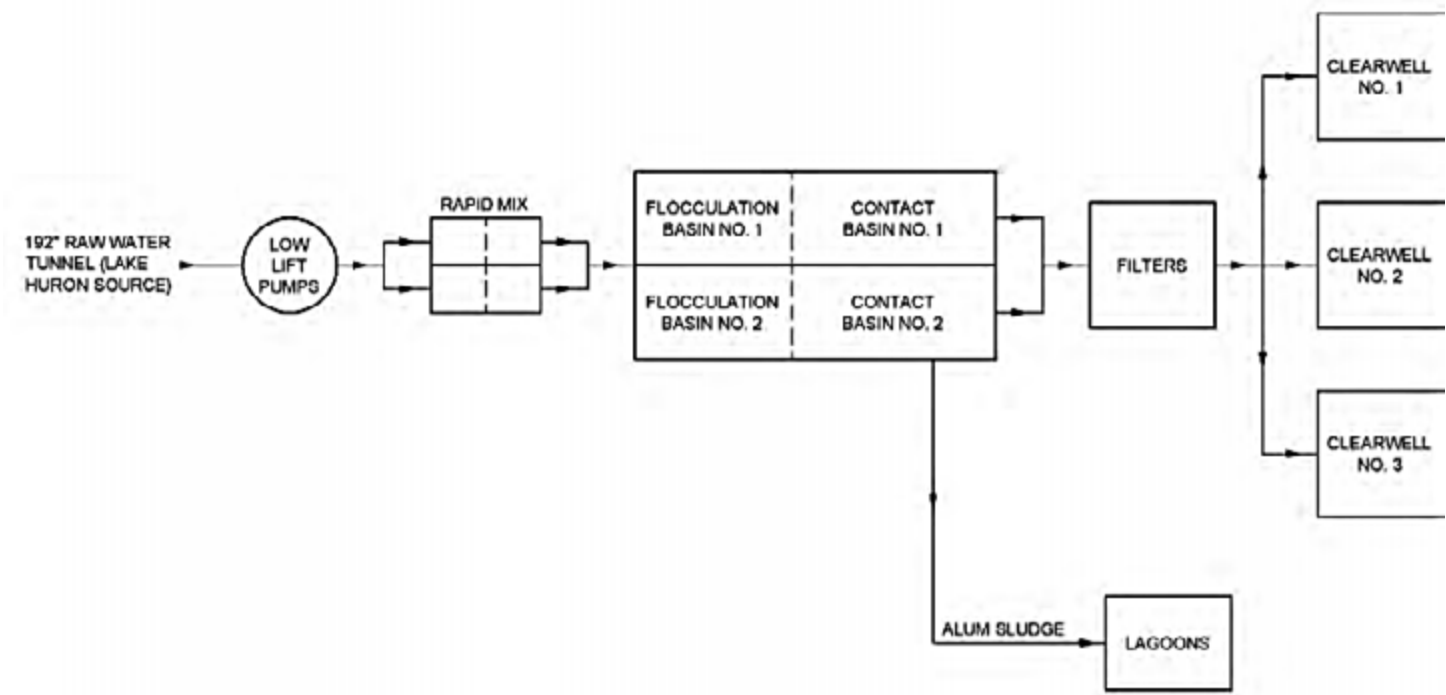 192" RAW WATER
TUNNEL (LAKE
HURON SOURCE)
LOW
LIFT
PUMPS
RAPID MIX
FLOCCULATION
BASIN NO. 1
CONTACT
BASIN NO. 1
FLOCCULATION
BASIN NO. 2
CONTACT
BASIN NO. 2
FILTERS
CLEARWELL
NO. 1
CLEARWELL
NO. 2
CLEARWELL
NO. 3
ALUM SLUDGE
LAGOONS